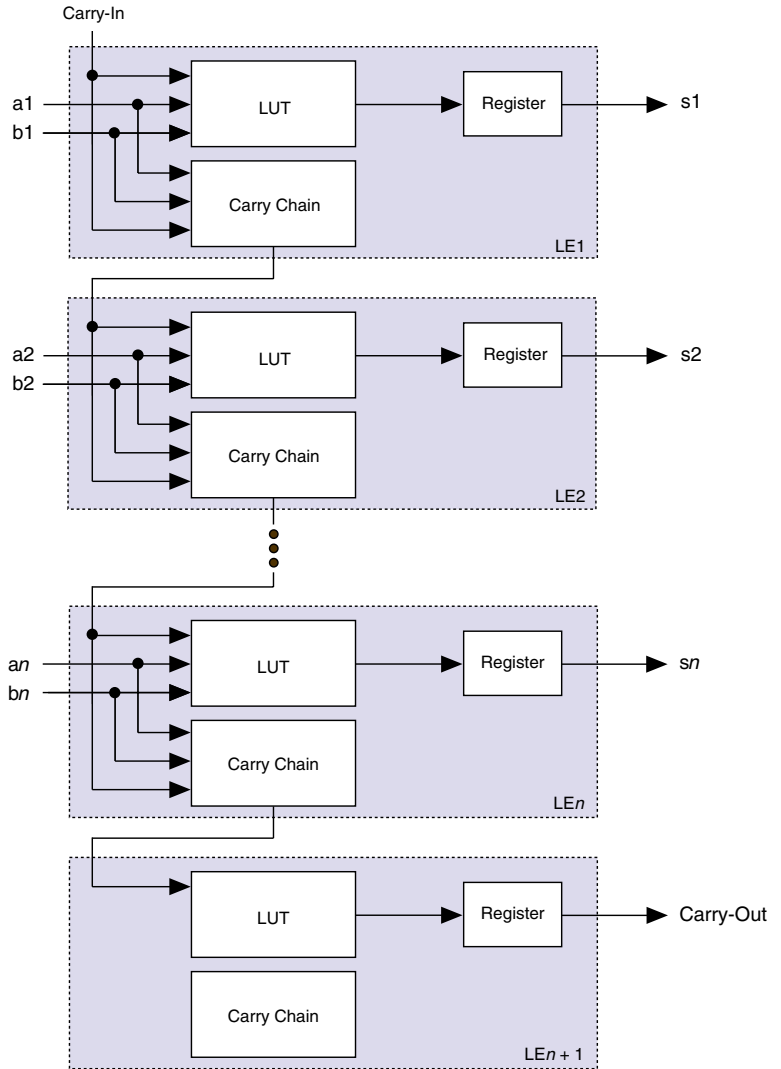 Carry-In
a1
b1
LUT
Register
s1
Carry Chain
LE1
a2
b2
LUT
Register
s2
Carry Chain
LE2
an
bn
LUT
Register
sn
Carry Chain
LEn
LUT
Register
Carry-Out
Carry Chain
LEn + 1